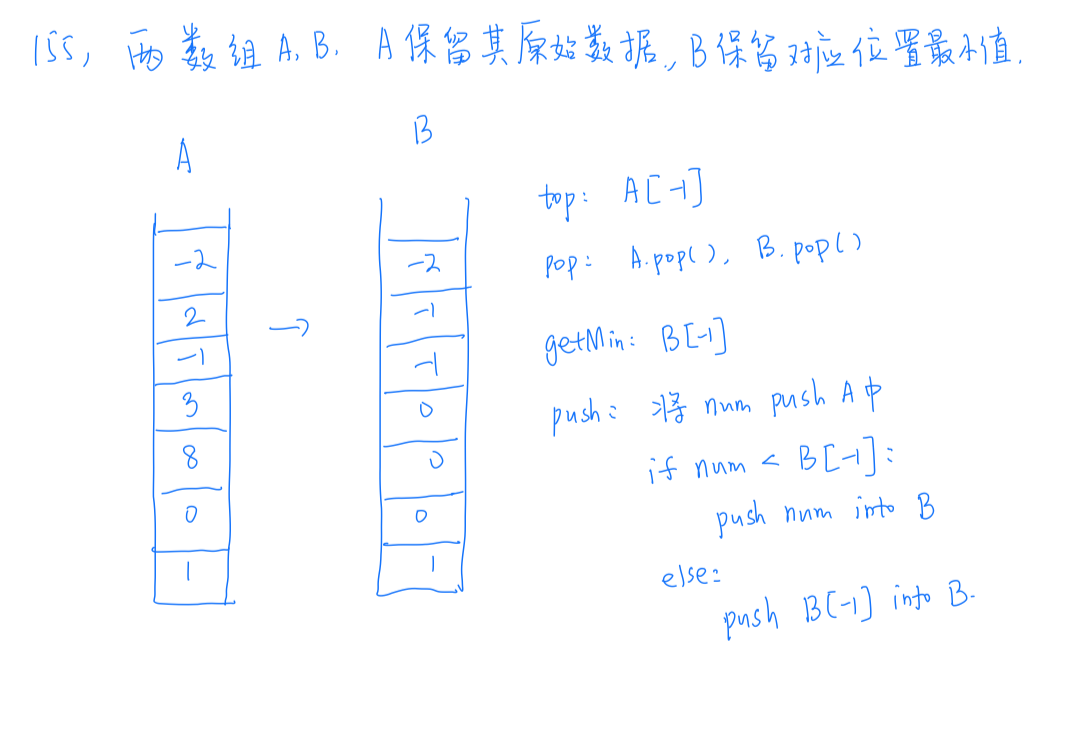 155, 两数组 A, B. A保留其原始数据, B保留对应位置最小值.
A
B
-2
2
-1
3
8
0
1
→
-2
-1
-1
0
0
0
1
top: A[-1]
pop: A.pop(), B.pop()
getMin: B[-1]
push: 将 num push A中
if num < B[-1]:
push num into B
else:
push B[-1] into B.